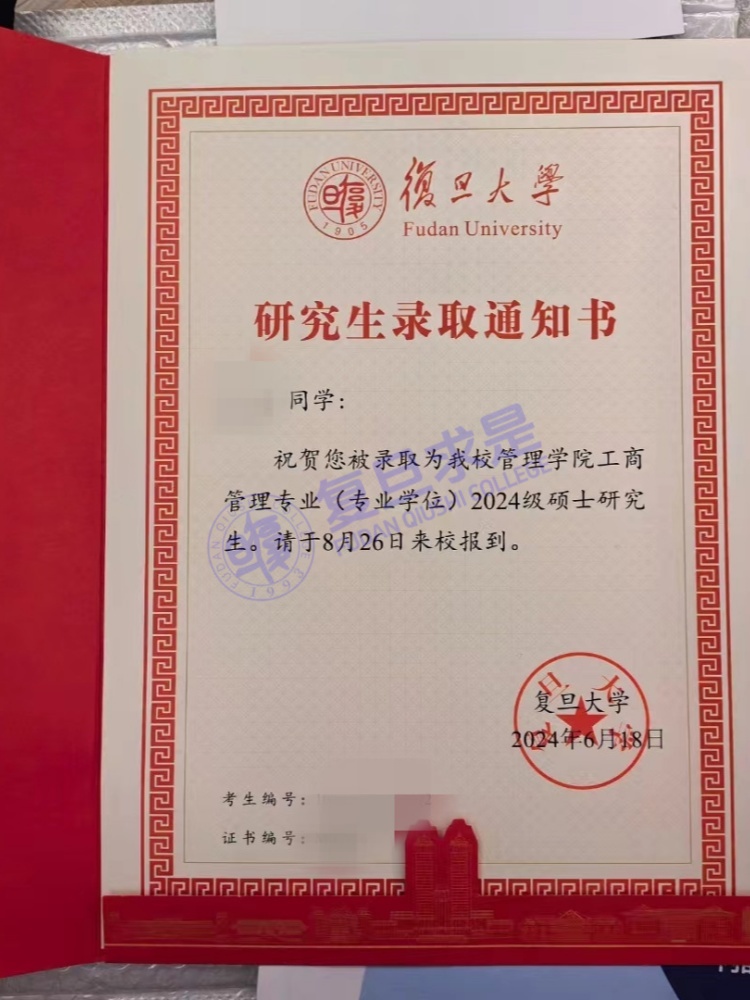 FUDAN UNIVERSITY
1905
復旦大學
Fudan University
研究生录取通知书
同学：
祝贺您被录取为我校管理学院工商
管理专业（专业学位）2024级硕士研究
生。请于8月26日来校报到。
复旦求是
FUDAN QIUSHI COLLEGE
1993
复旦大学
2024年6月18日
考生编号：
证书编号：